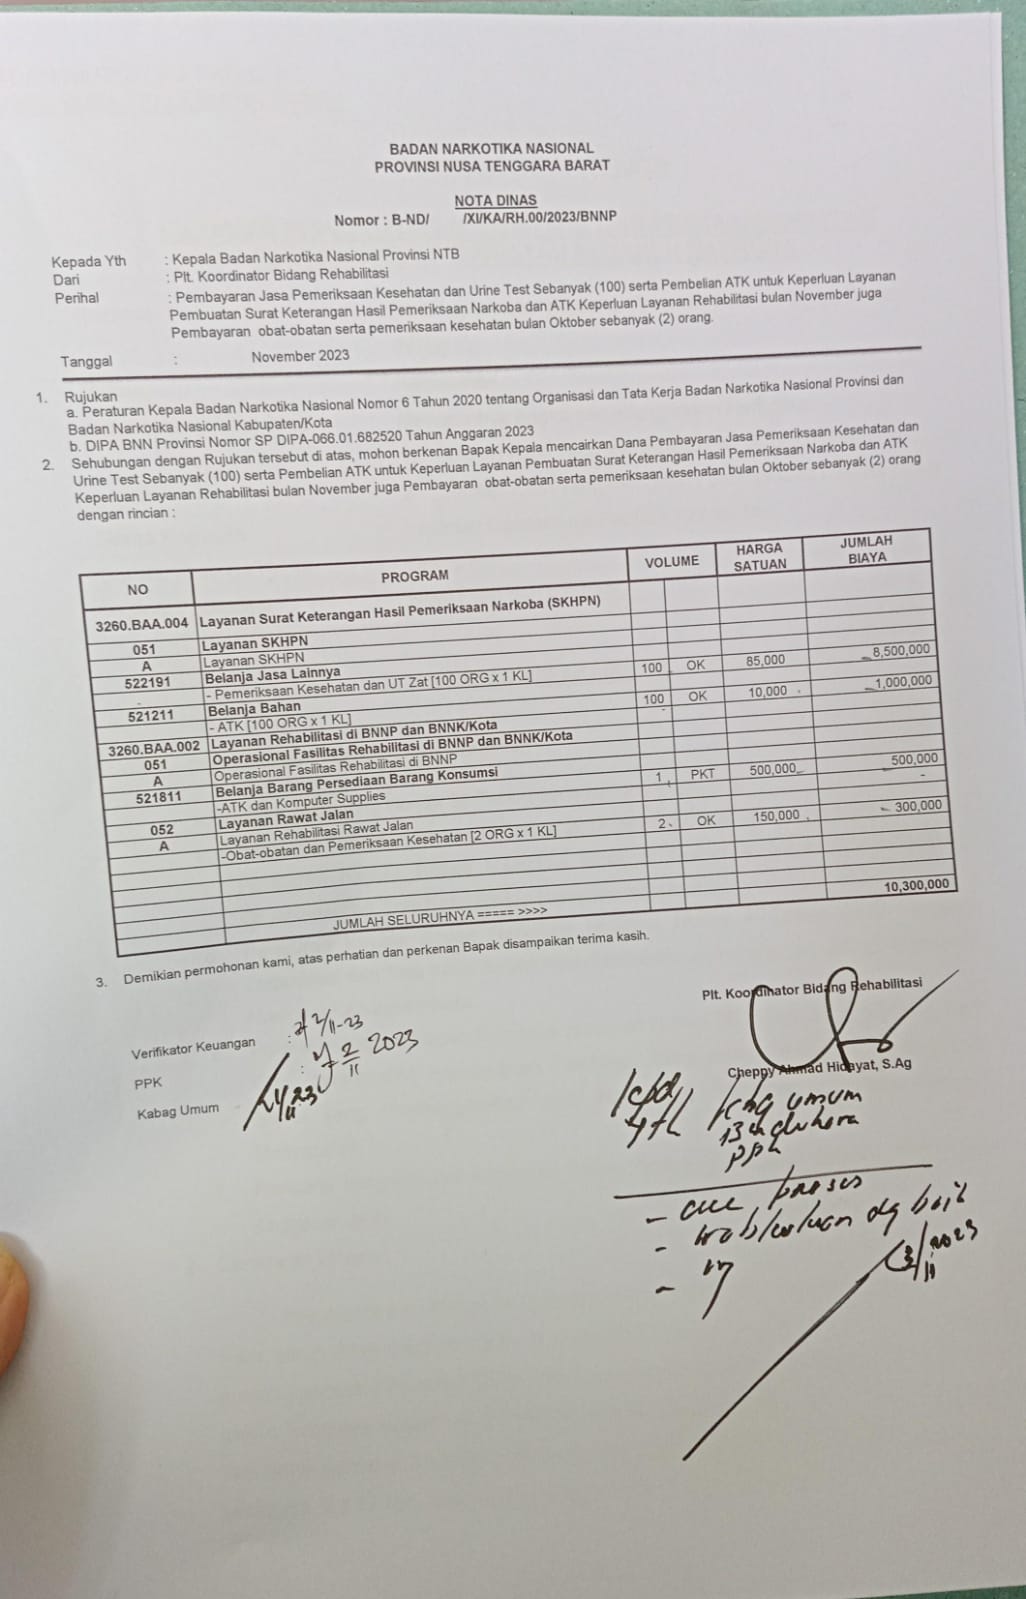 BADAN NARKOTIKA NASIONAL
PROVINSI NUSA TENGGARA BARAT
NOTA DINAS
Nomor : B-ND/ /XI/KA/RH.00/2023/BNNP
Kepada Yth : Kepala Badan Narkotika Nasional Provinsi NTB
Dari : Plt. Koordinator Bidang Rehabilitasi
Perihal : Pembayaran Jasa Pemeriksaan Kesehatan dan Urine Test Sebanyak (100) serta Pembelian ATK untuk Keperluan Layanan
Pembuatan Surat Keterangan Hasil Pemeriksaan Narkoba dan ATK Keperluan Layanan Rehabilitasi bulan November juga
Pembayaran obat-obatan serta pemeriksaan kesehatan bulan Oktober sebanyak (2) orang.
Tanggal : November 2023
1. Rujukan
a. Peraturan Kepala Badan Narkotika Nasional Nomor 6 Tahun 2020 tentang Organisasi dan Tata Kerja Badan Narkotika Nasional Provinsi dan
Badan Narkotika Nasional Kabupaten/Kota
b. DIPA BNN Provinsi Nomor SP DIPA-066.01.682520 Tahun Anggaran 2023
2. Sehubungan dengan Rujukan tersebut di atas, mohon berkenan Bapak Kepala mencairkan Dana Pembayaran Jasa Pemeriksaan Kesehatan dan
Urine Test Sebanyak (100) serta Pembelian ATK untuk Keperluan Layanan Pembuatan Surat Keterangan Hasil Pemeriksaan Narkoba dan ATK
Keperluan Layanan Rehabilitasi bulan November juga Pembayaran obat-obatan serta pemeriksaan kesehatan bulan Oktober sebanyak (2) orang
dengan rincian :
NO PROGRAM VOLUME HARGA SATUAN JUMLAH BIAYA
3260.BAA.004 Layanan Surat Keterangan Hasil Pemeriksaan Narkoba (SKHPN)
051 Layanan SKHPN
A Layanan SKHPN
522191 Belanja Jasa Lainnya
- Pemeriksaan Kesehatan dan UT Zat [100 ORG x 1 KL] 100 OK 85,000 8,500,000
521211 Belanja Bahan
- ATK [100 ORG x 1 KL] 100 OK 10,000 1,000,000
3260.BAA.002 Layanan Rehabilitasi di BNNP dan BNNK/Kota
051 Operasional Fasilitas Rehabilitasi di BNNP dan BNNK/Kota
A Operasional Fasilitas Rehabilitasi di BNNP
521811 Belanja Barang Persediaan Barang Konsumsi
-ATK dan Komputer Supplies 1 PKT 500,000 500,000
052 Layanan Rawat Jalan -
A Layanan Rehabilitasi Rawat Jalan
-Obat-obatan dan Pemeriksaan Kesehatan [2 ORG x 1 KL] 2 OK 150,000 300,000
JUMLAH SELURUHNYA ===== >>>> 10,300,000
3. Demikian permohonan kami, atas perhatian dan perkenan Bapak disampaikan terima kasih.
Plt. Koordinator Bidang Rehabilitasi
Cheppy Ahmad Hidayat, S.Ag
Verifikator Keuangan : 2/11-23
PPK : 2/11 2023
Kabag Umum
umum
PPK
- acc proses
- dg baik
3/11 2023